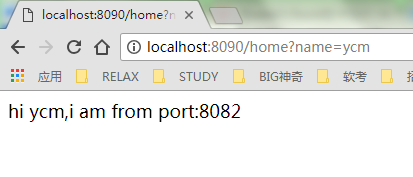 localhost:8090/home?n
localhost:8090/home?name=ycm
应用 RELAX STUDY BIG神奇 软考
hi ycm,i am from port:8082